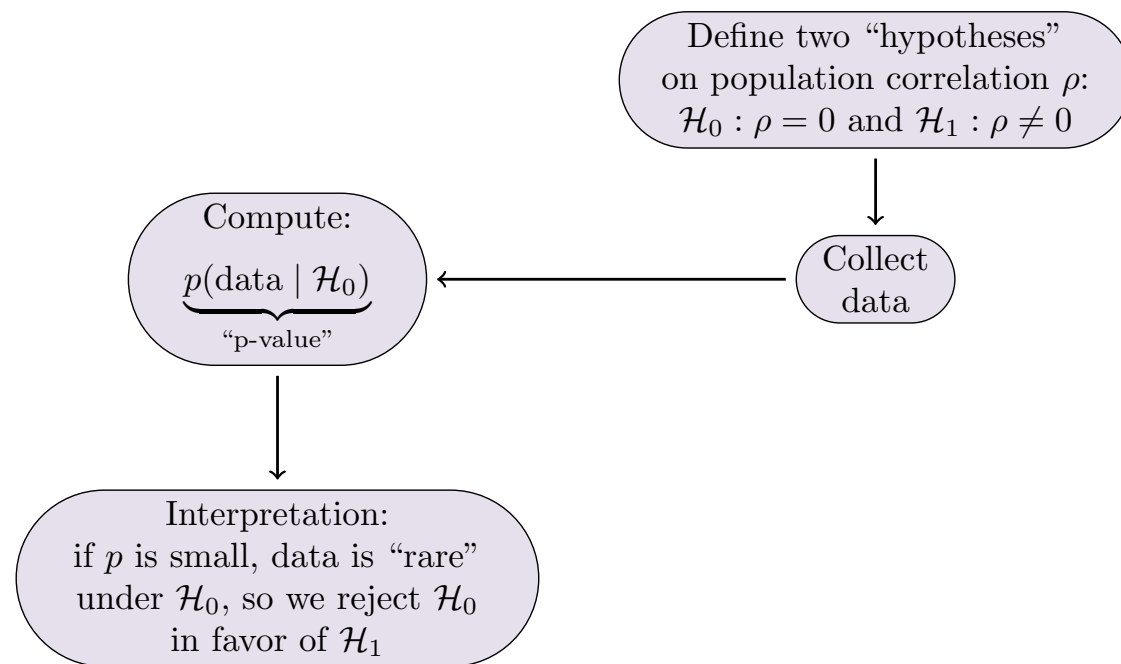 Define two “hypotheses”
on population correlation ρ:
ℋ₀ : ρ = 0 and ℋ₁ : ρ ≠ 0
Collect
data
Compute:
p(data | ℋ₀)
“p-value”
Interpretation:
if p is small, data is “rare”
under ℋ₀, so we reject ℋ₀
in favor of ℋ₁